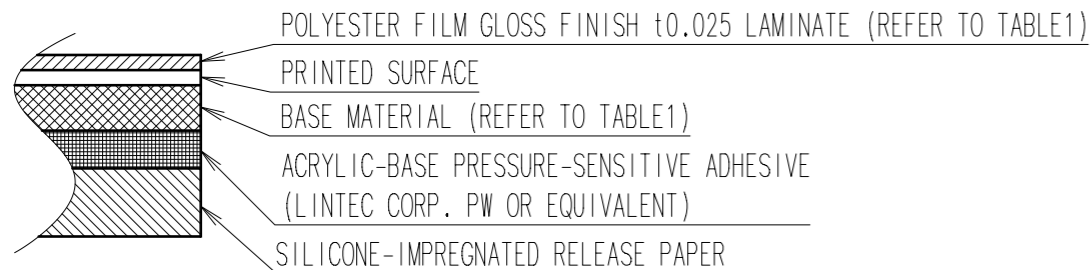 POLYESTER FILM GLOSS FINISH t0.025 LAMINATE (REFER TO TABLE1)
PRINTED SURFACE
BASE MATERIAL (REFER TO TABLE1)
ACRYLIC-BASE PRESSURE-SENSITIVE ADHESIVE
(LINTEC CORP. PW OR EQUIVALENT)
SILICONE-IMPREGNATED RELEASE PAPER